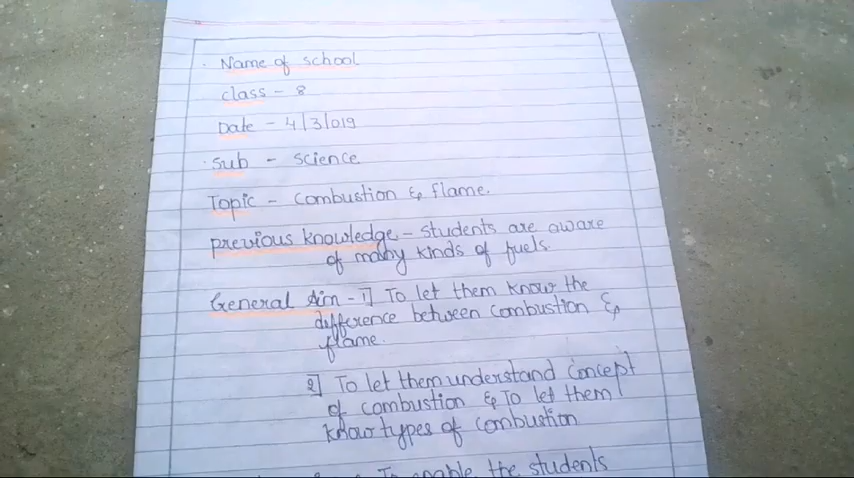 Name of school
class - 8
Date - 4/3/019
Sub - science
Topic - combustion & flame.
previous knowledge - students are aware
of many kinds of fuels.
General Aim - 1] To let them know the
difference between combustion &
flame.
2] To let them understand concept
of combustion & To let them
know types of combustion
To enable the students